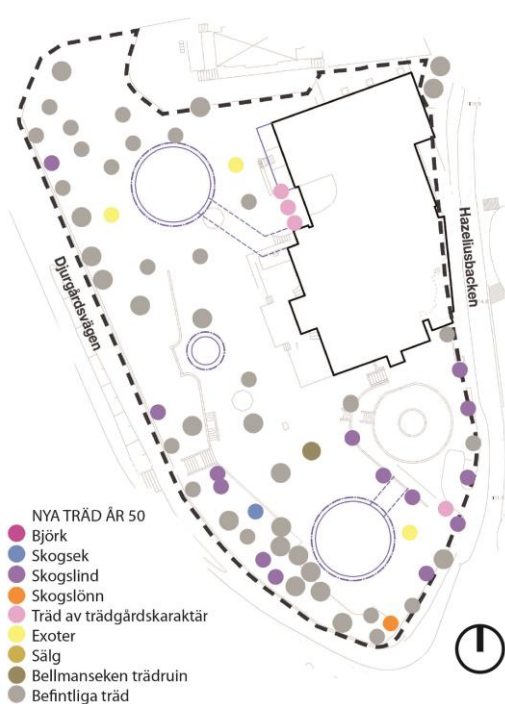 Djurgårdsvägen
Hazeliusbacken
NYA TRÄD ÅR 50
Björk
Skogsek
Skogslind
Skogslönn
Träd av trädgårdskaraktär
Exoter
Sälg
Bellmanseken trädruin
Befintliga träd